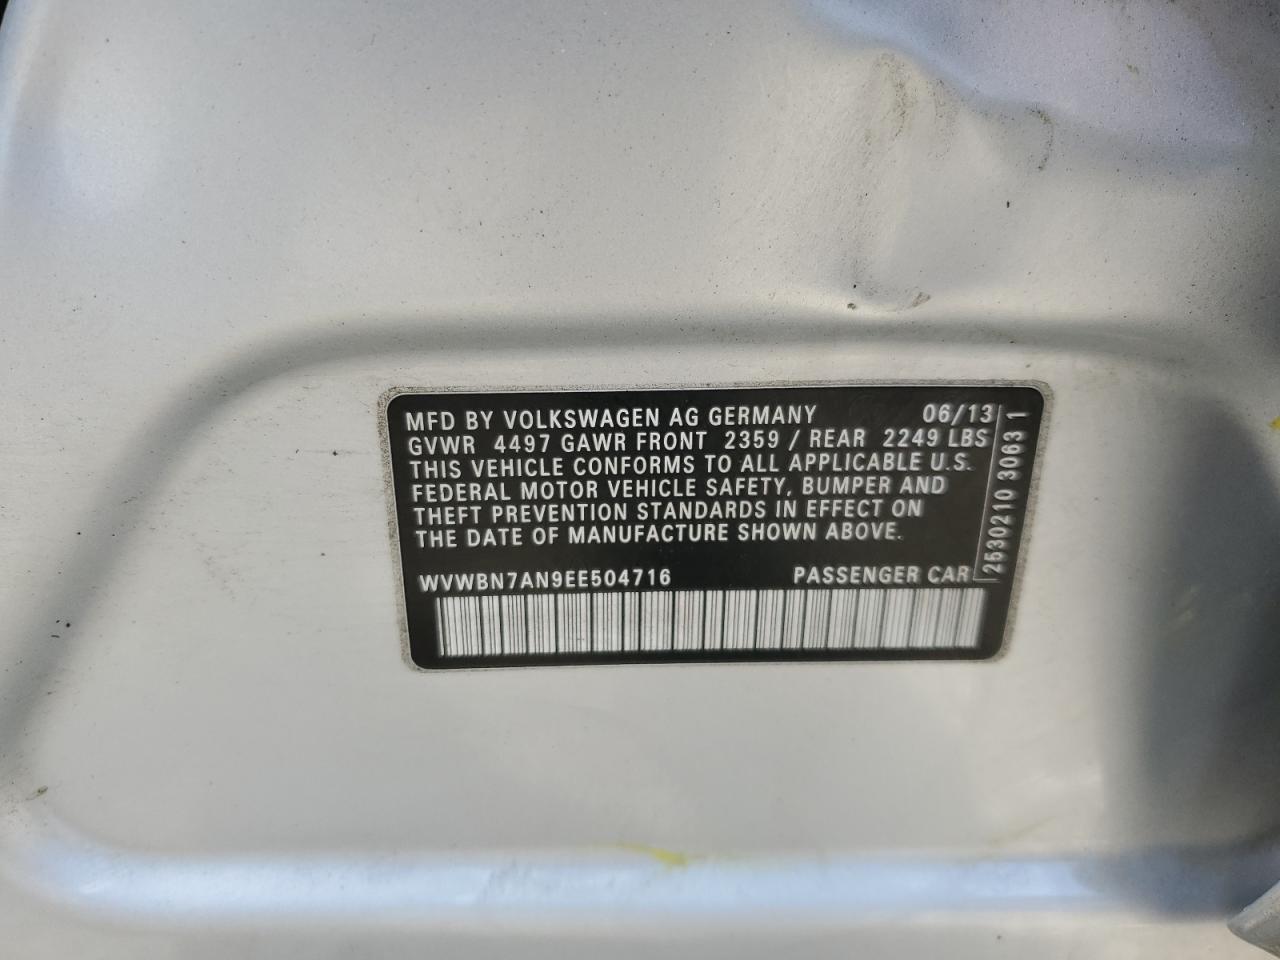 MFD BY VOLKSWAGEN AG GERMANY 06/13
GVWR 4497 GAWR FRONT 2359 / REAR 2249 LBS
THIS VEHICLE CONFORMS TO ALL APPLICABLE U.S.
FEDERAL MOTOR VEHICLE SAFETY, BUMPER AND
THEFT PREVENTION STANDARDS IN EFFECT ON
THE DATE OF MANUFACTURE SHOWN ABOVE.
WVWBN7AN9EE504716 PASSENGER CAR
2530210 3063 1